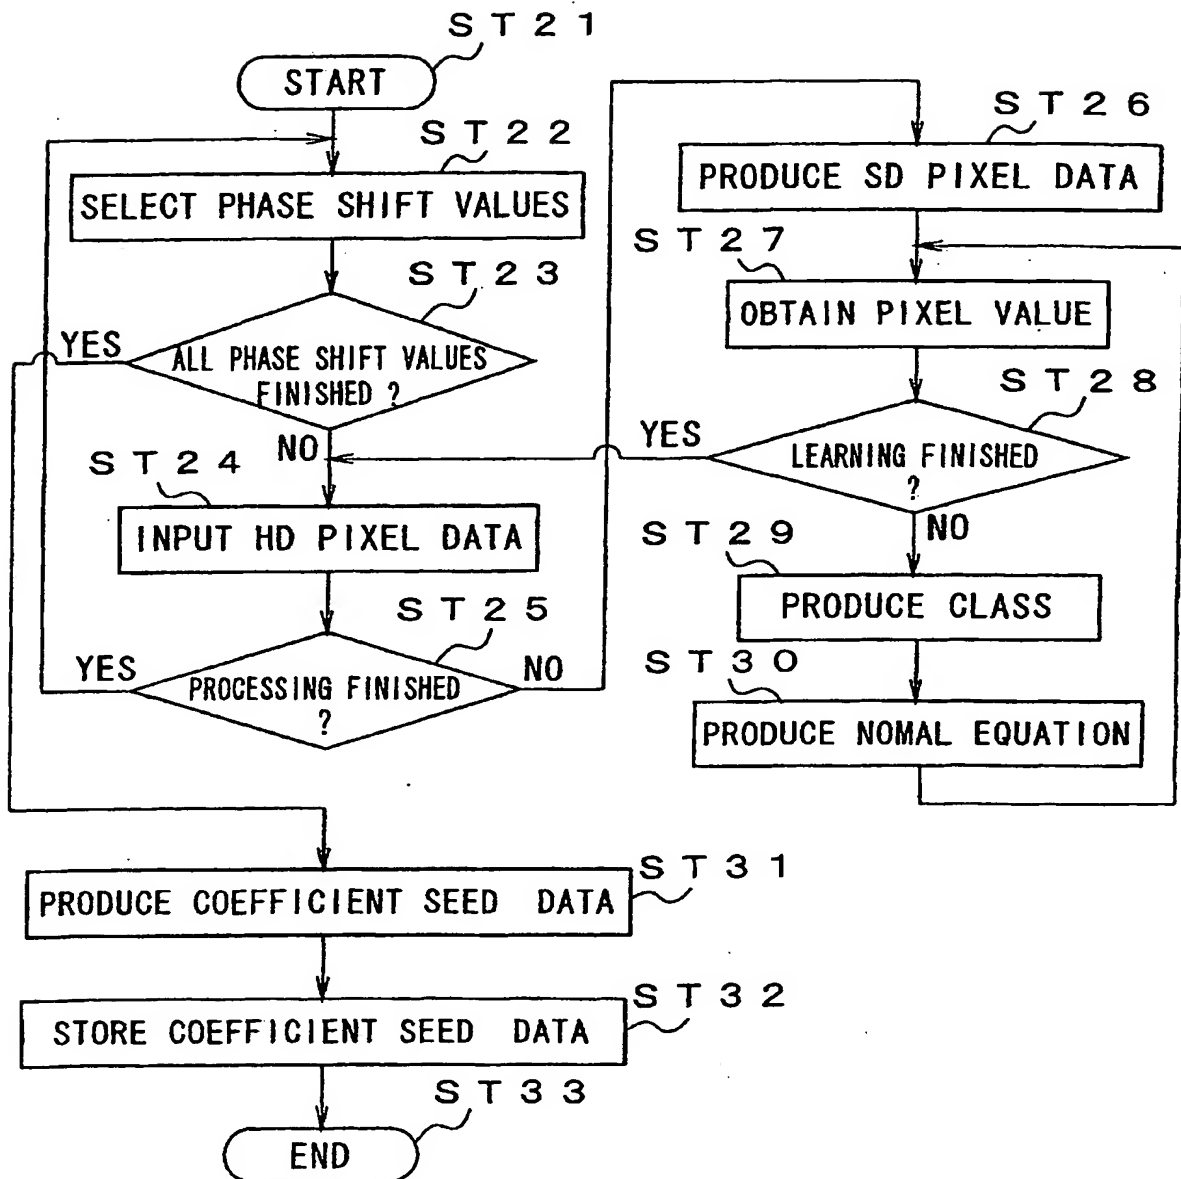 ST21
START
ST22
SELECT PHASE SHIFT VALUES
ST23
YES
ALL PHASE SHIFT VALUES
FINISHED ?
NO
ST24
INPUT HD PIXEL DATA
ST25
YES
PROCESSING FINISHED
?
NO
ST26
PRODUCE SD PIXEL DATA
ST27
OBTAIN PIXEL VALUE
ST28
YES
LEARNING FINISHED
?
NO
ST29
PRODUCE CLASS
ST30
PRODUCE NOMAL EQUATION
ST31
PRODUCE COEFFICIENT SEED DATA
ST32
STORE COEFFICIENT SEED DATA
ST33
END